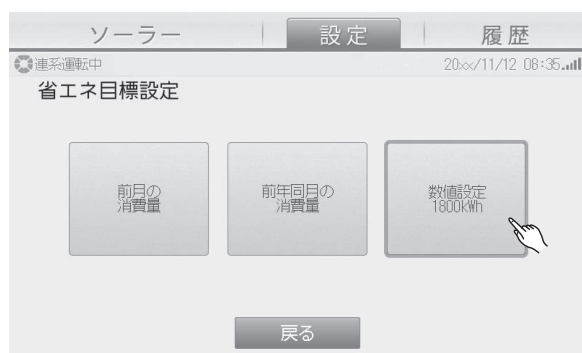 ソーラー 設定 履歴
連系運転中 20xx/11/12 08:35
省エネ目標設定
前月の
消費量
前年同月の
消費量
数値設定
1800kWh
戻る